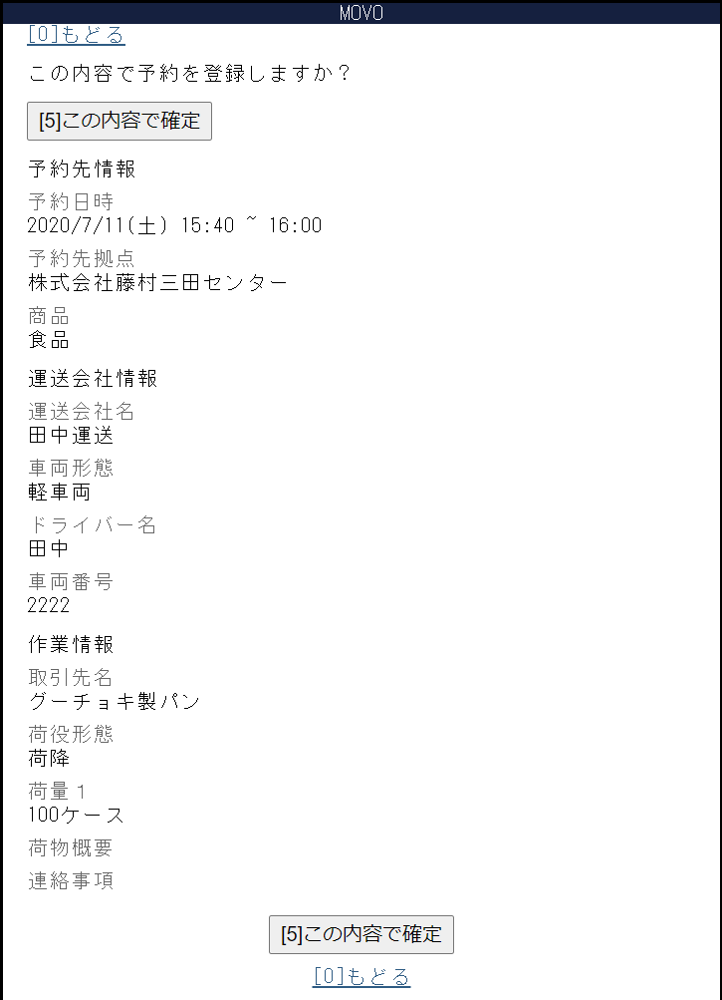 MOVO
[0]もどる
この内容で予約を登録しますか？
[5]この内容で確定
予約先情報
予約日時
2020/7/11(土) 15:40 ~ 16:00
予約先拠点
株式会社藤村三田センター
商品
食品
運送会社情報
運送会社名
田中運送
車両形態
軽車両
ドライバー名
田中
車両番号
2222
作業情報
取引先名
グーチョキ製パン
荷役形態
荷降
荷量１
100ケース
荷物概要
連絡事項
[5]この内容で確定
[0]もどる